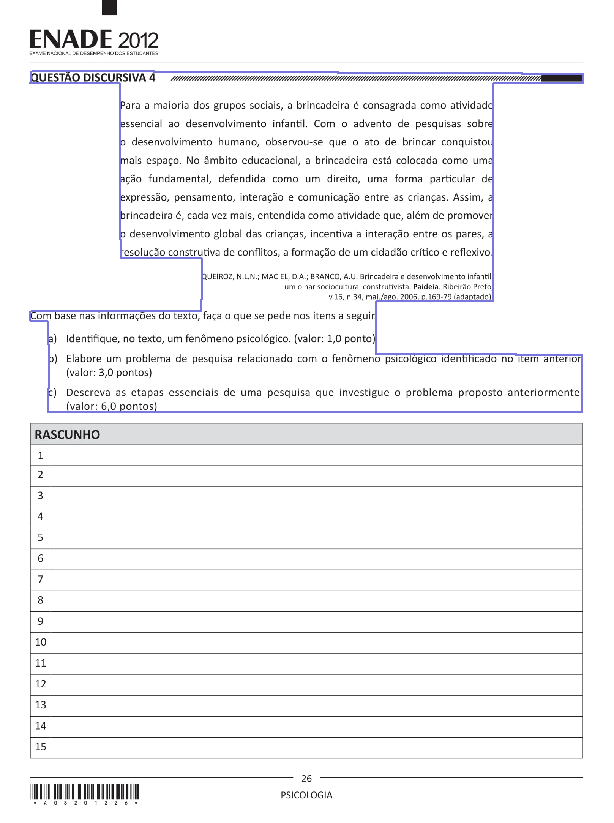 ENADE 2012
EXAME NACIONAL DE DESEMPENHO DOS ESTUDANTES
QUESTÃO DISCURSIVA 4
Para a maioria dos grupos sociais, a brincadeira é consagrada como atividade
essencial ao desenvolvimento infantil. Com o advento de pesquisas sobre
o desenvolvimento humano, observou-se que o ato de brincar conquistou
mais espaço. No âmbito educacional, a brincadeira está colocada como uma
ação fundamental, defendida como um direito, uma forma particular de
expressão, pensamento, interação e comunicação entre as crianças. Assim, a
brincadeira é, cada vez mais, entendida como atividade que, além de promover
o desenvolvimento global das crianças, incentiva a interação entre os pares, a
resolução construtiva de conflitos, a formação de um cidadão crítico e reflexivo.
QUEIROZ, N.L.N.; MACIEL, D.A.; BRANCO, A.U. Brincadeira e desenvolvimento infantil:
um olhar sociocultural construtivista. Paideia. Ribeirão Preto,
v.16, n.34, mai./ago. 2006, p.169-79 (adaptado).
Com base nas informações do texto, faça o que se pede nos itens a seguir.
a) Identifique, no texto, um fenômeno psicológico. (valor: 1,0 ponto)
b) Elabore um problema de pesquisa relacionado com o fenômeno psicológico identificado no item anterior.
(valor: 3,0 pontos)
c) Descreva as etapas essenciais de uma pesquisa que investigue o problema proposto anteriormente.
(valor: 6,0 pontos)
RASCUNHO
1
2
3
4
5
6
7
8
9
10
11
12
13
14
15
26
PSICOLOGIA
*A0820122​6*